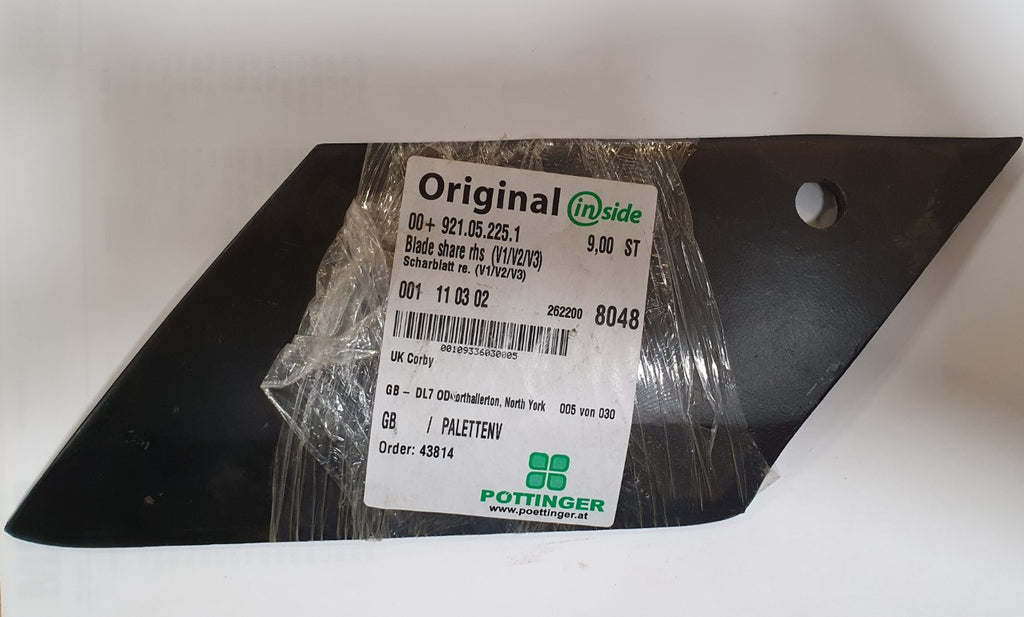 Original inside
00+ 921.05.225.1 9,00 ST
Blade share rhs (V1/V2/V3)
Scharblatt re. (V1/V2/V3)
001 11 03 02 262200 8048
00109336030005
UK Corby
GB – DL7 0D orthallerton, North York 005 von 030
GB / PALETTENV
Order: 43814
PÖTTINGER
www.poettinger.at